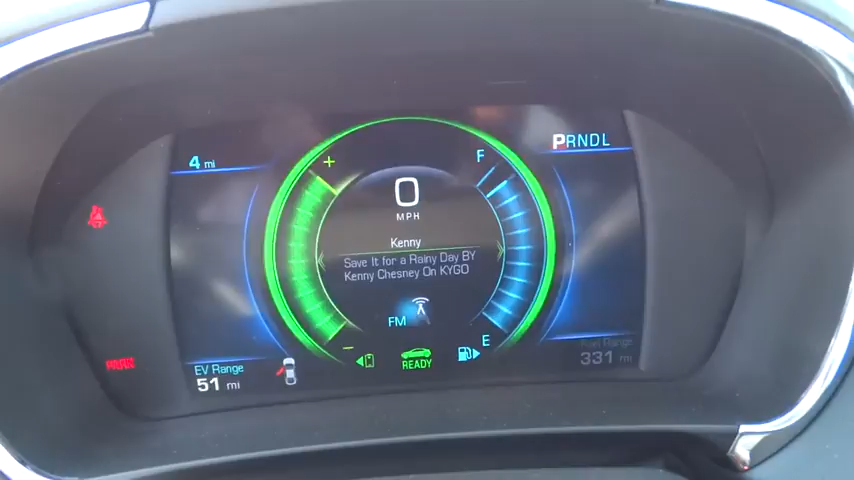 4 mi
+
F
PRNDL
0
MPH
Kenny
Save It for a Rainy Day BY
Kenny Chesney On KYGO
FM
E
−
PARK
READY
EV Range
51 mi
Fuel Range
331 mi